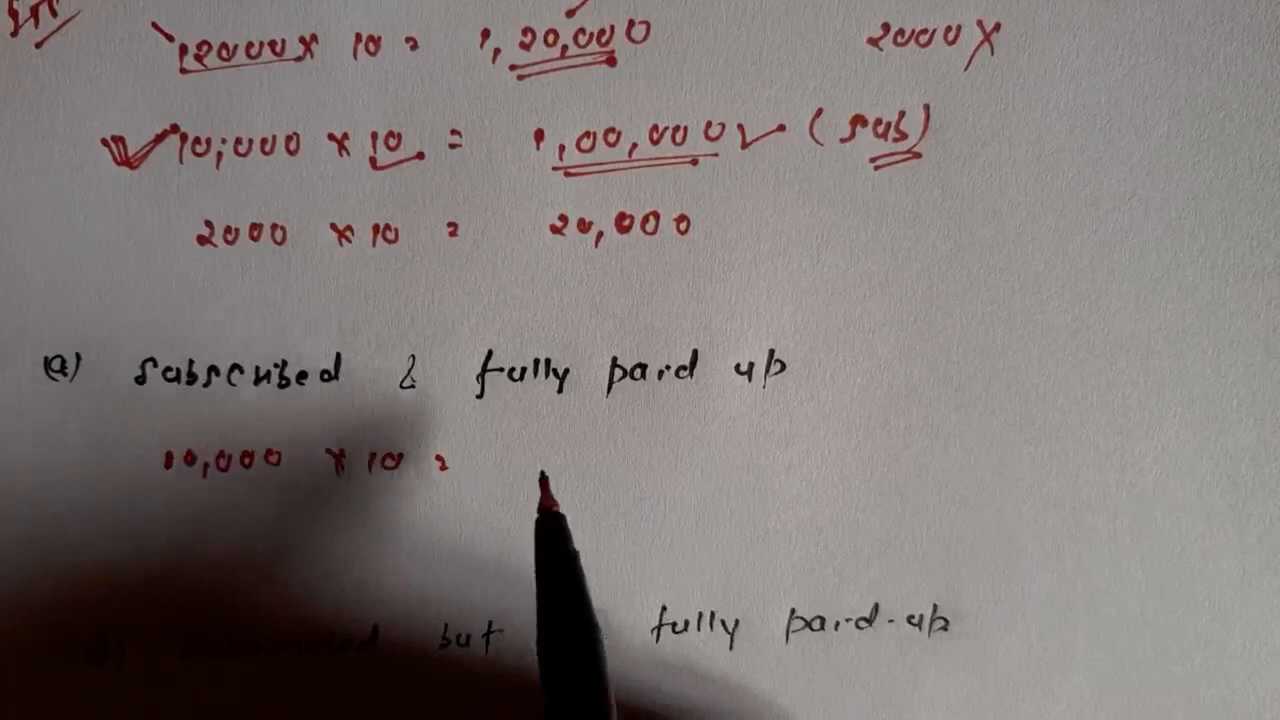 12000 x 10 = 1,20,000 2000 X
10,000 x 10 = 1,00,000 (sub)
2000 x 10 = 20,000
(a) subscribed & fully paid up
10,000 x 10 =
but fully paid-up